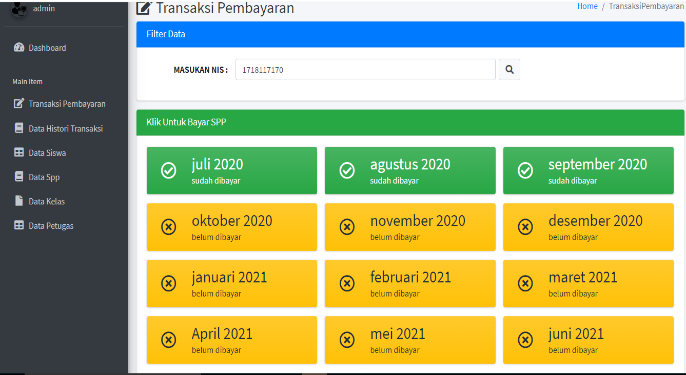 admin
Transaksi Pembayaran
Home / TransaksiPembayaran
Dashboard
Main Item
Transaksi Pembayaran
Data Histori Transaksi
Data Siswa
Data Spp
Data Kelas
Data Petugas
Filter Data
MASUKAN NIS : 1718117170
Klik Untuk Bayar SPP
juli 2020
sudah dibayar
agustus 2020
sudah dibayar
september 2020
sudah dibayar
oktober 2020
belum dibayar
november 2020
belum dibayar
desember 2020
belum dibayar
januari 2021
belum dibayar
februari 2021
belum dibayar
maret 2021
belum dibayar
April 2021
belum dibayar
mei 2021
belum dibayar
juni 2021
belum dibayar